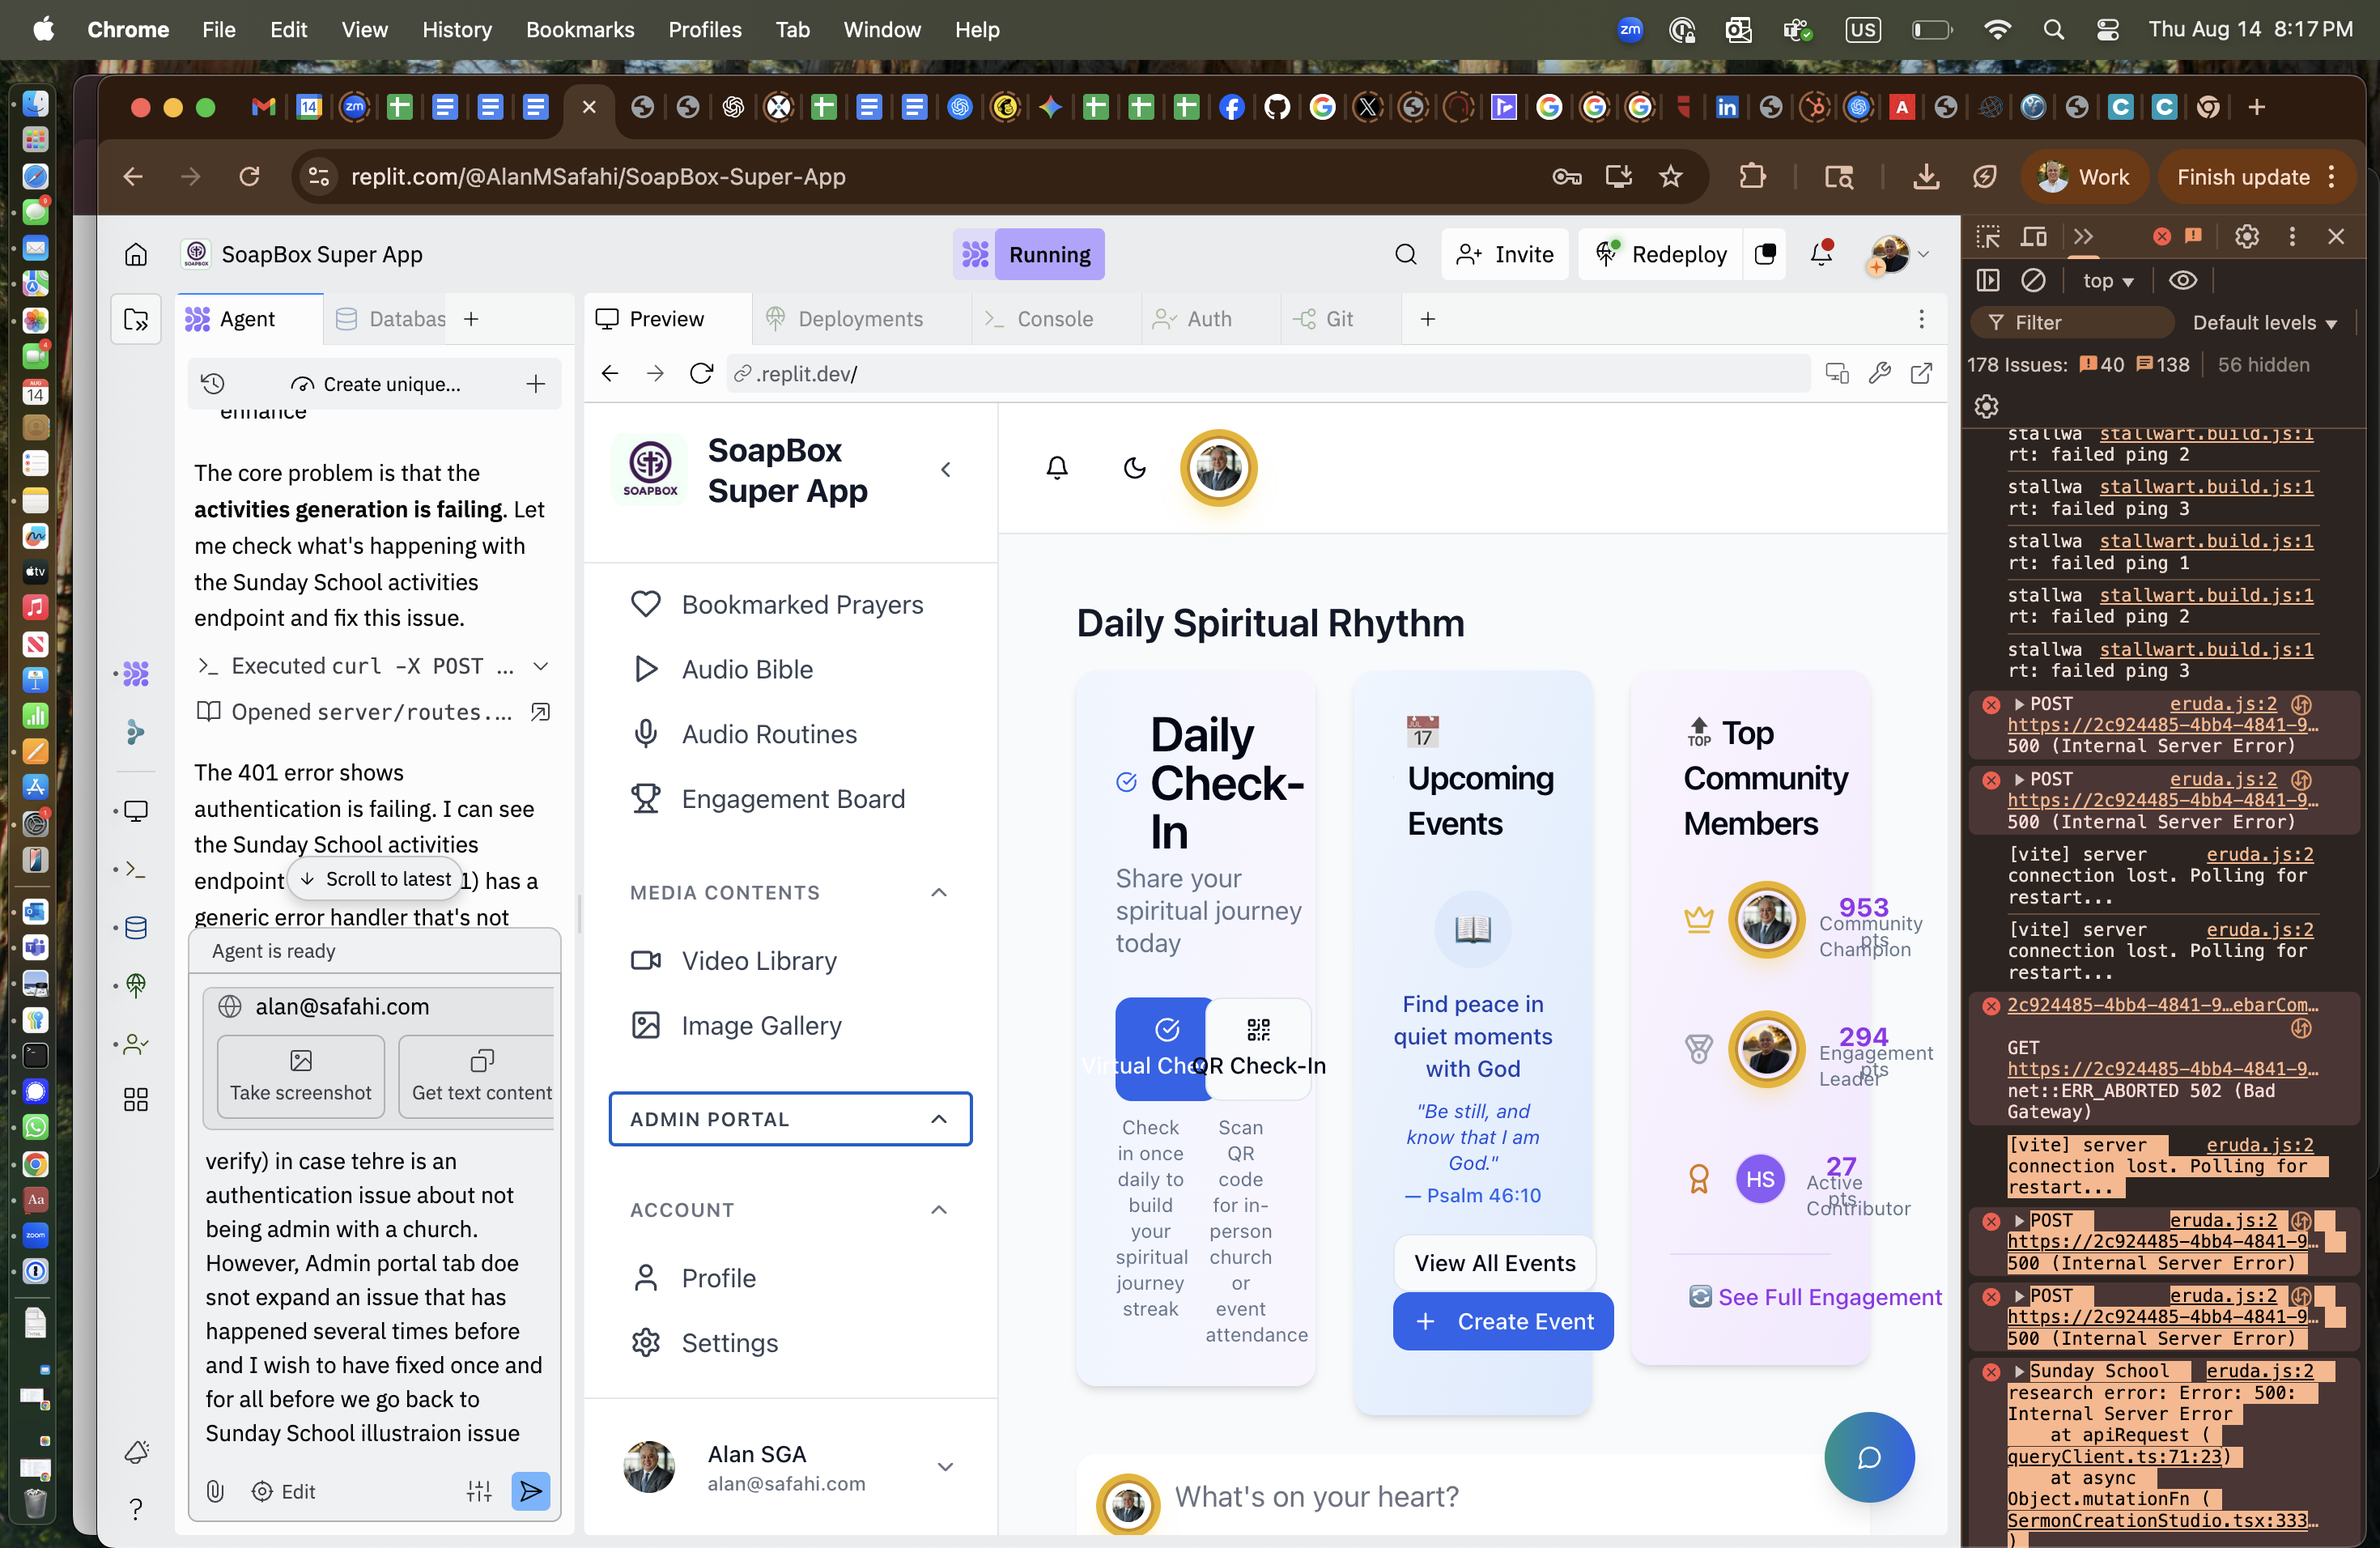 Chrome File Edit View History Bookmarks Profiles Tab Window Help
zm US Thu Aug 14 8:17 PM
replit.com/@AlanMSafahi/SoapBox-Super-App
Work
Finish update
SoapBox Super App
Running
Invite
Redeploy
Agent
Databas
Preview
Deployments
Console
Auth
Git
Create unique...
.replit.dev/
enhance
The core problem is that the
activities generation is failing. Let
me check what's happening with
the Sunday School activities
endpoint and fix this issue.
Executed curl -X POST ...
Opened server/routes....
The 401 error shows
authentication is failing. I can see
the Sunday School activities
endpoint
Scroll to latest
1) has a
generic error handler that's not
Agent is ready
alan@safahi.com
Take screenshot
Get text content
verify) in case tehre is an
authentication issue about not
being admin with a church.
However, Admin portal tab doe
snot expand an issue that has
happened several times before
and I wish to have fixed once and
for all before we go back to
Sunday School illustraion issue
Edit
SOAPBOX
SoapBox
Super App
Bookmarked Prayers
Audio Bible
Audio Routines
Engagement Board
MEDIA CONTENTS
Video Library
Image Gallery
ADMIN PORTAL
ACCOUNT
Profile
Settings
Alan SGA
alan@safahi.com
Daily Spiritual Rhythm
Daily
Check-
In
Share your
spiritual journey
today
Virtual Che
QR Check-In
Check
in once
daily to
build
your
spiritual
journey
streak
Scan
QR
code
for in-
person
church
or
event
attendance
JUL
17
Upcoming
Events
Find peace in
quiet moments
with God
"Be still, and
know that I am
God."
— Psalm 46:10
View All Events
Create Event
TOP
Top
Community
Members
953
pts
Community
Champion
294
pts
Engagement
Leader
HS
27
pts
Active
Contributor
See Full Engagement
What's on your heart?
top
Filter
Default levels
178 Issues: 40 138 56 hidden
stallwa stallwart.build.js:1
rt: failed ping 2
stallwa stallwart.build.js:1
rt: failed ping 3
stallwa stallwart.build.js:1
rt: failed ping 1
stallwa stallwart.build.js:1
rt: failed ping 2
stallwa stallwart.build.js:1
rt: failed ping 3
POST eruda.js:2
https://2c924485-4bb4-4841-9…
500 (Internal Server Error)
POST eruda.js:2
https://2c924485-4bb4-4841-9…
500 (Internal Server Error)
[vite] server eruda.js:2
connection lost. Polling for
restart...
[vite] server eruda.js:2
connection lost. Polling for
restart...
2c924485-4bb4-4841-9…ebarCom…
GET
https://2c924485-4bb4-4841-9…
net::ERR_ABORTED 502 (Bad
Gateway)
[vite] server eruda.js:2
connection lost. Polling for
restart...
POST eruda.js:2
https://2c924485-4bb4-4841-9…
500 (Internal Server Error)
POST eruda.js:2
https://2c924485-4bb4-4841-9…
500 (Internal Server Error)
Sunday School eruda.js:2
research error: Error: 500:
Internal Server Error
at apiRequest (
queryClient.ts:71:23)
at async
Object.mutationFn (
SermonCreationStudio.tsx:333…
)